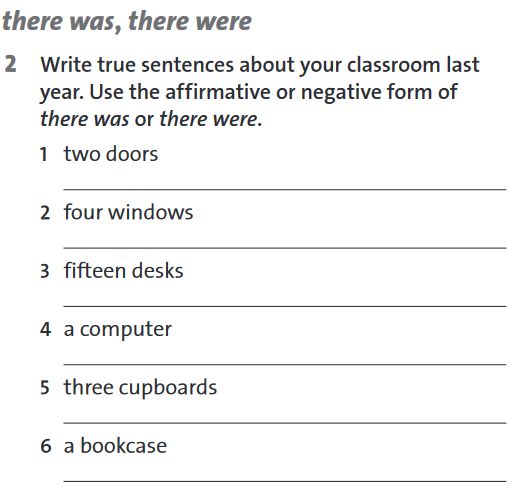 there was, there were
2 Write true sentences about your classroom last
year. Use the affirmative or negative form of
there was or there were.
1 two doors
2 four windows
3 fifteen desks
4 a computer
5 three cupboards
6 a bookcase